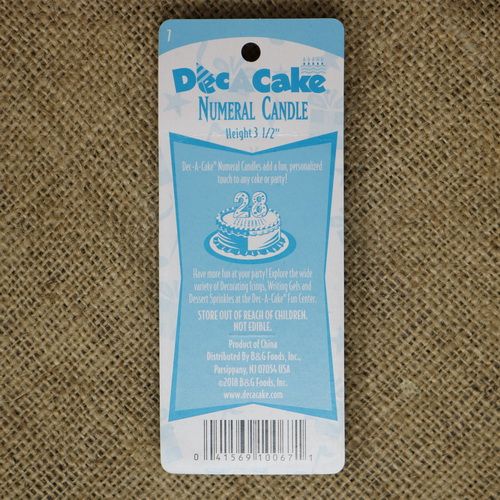 7
Dec A Cake
NUMERAL CANDLE
Height 3 1/2"
Dec-A-Cake® Numeral Candles add a fun, personalized
touch to any cake or party!
28
Have more fun at your party! Explore the wide
variety of Decorating Icings, Writing Gels and
Dessert Sprinkles at the Dec-A-Cake® Fun Center.
STORE OUT OF REACH OF CHILDREN.
NOT EDIBLE.
Product of China
Distributed By B&G Foods, Inc.,
Parsippany, NJ 07054 USA
©2018 B&G Foods, Inc.
www.decacake.com
0 41569 10067 1